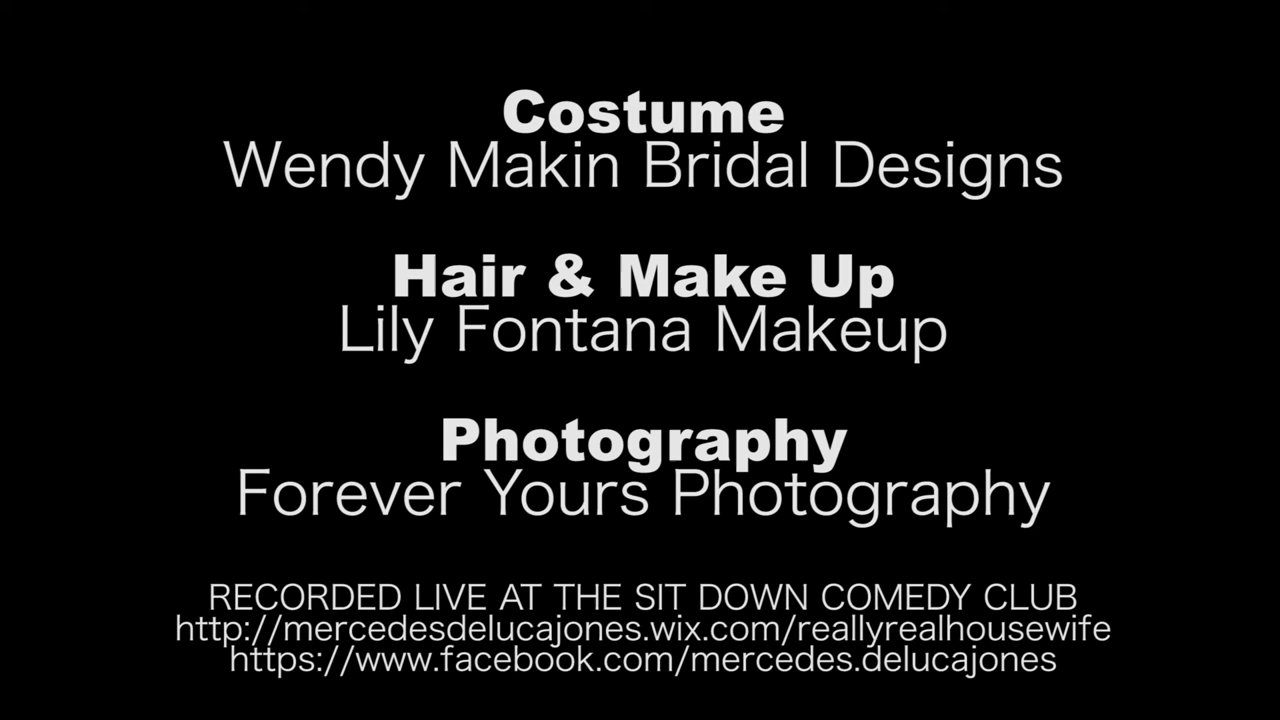 Costume
Wendy Makin Bridal Designs
Hair & Make Up
Lily Fontana Makeup
Photography
Forever Yours Photography
RECORDED LIVE AT THE SIT DOWN COMEDY CLUB
http://mercedesdelucajones.wix.com/reallyrealhousewife
https://www.facebook.com/mercedes.delucajones